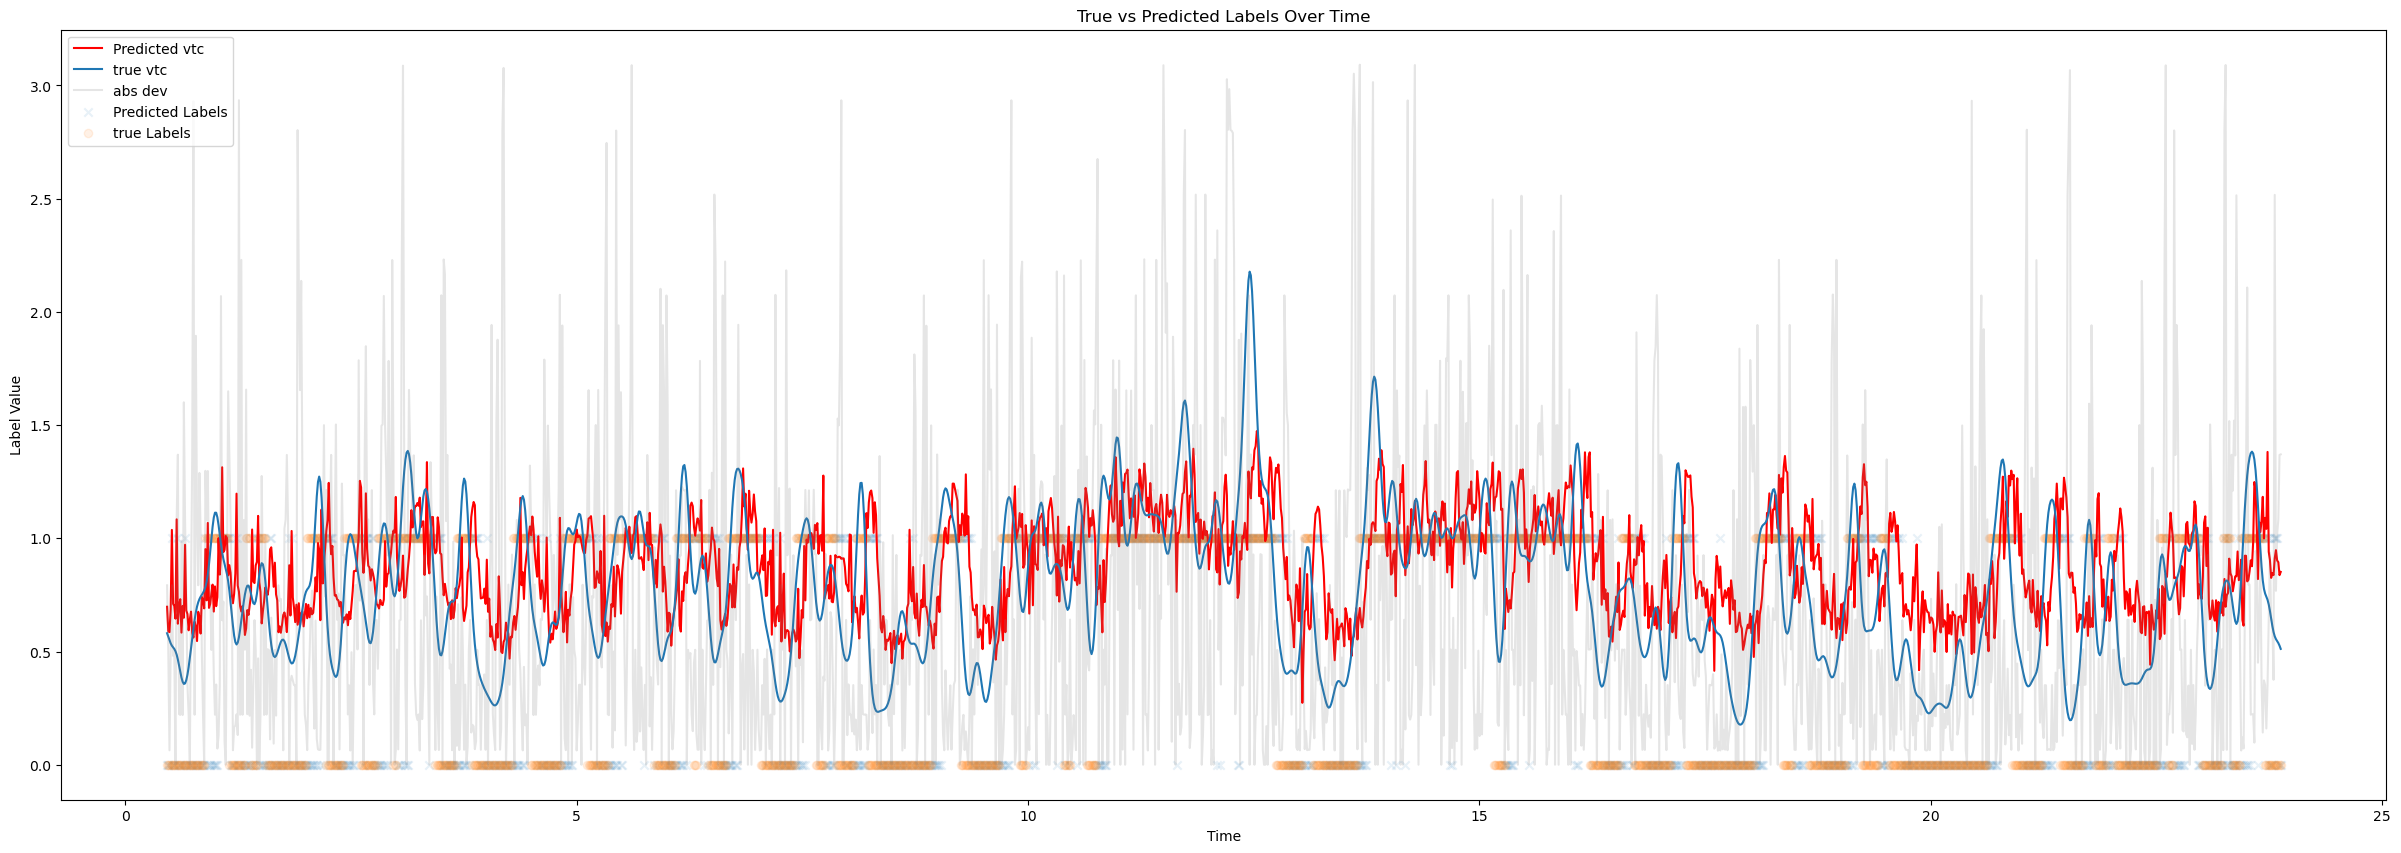 True vs Predicted Labels Over Time
Predicted vtc
true vtc
abs dev
Predicted Labels
true Labels
Label Value
3.0
2.5
2.0
1.5
1.0
0.5
0.0
0 5 10 15 20 25
Time